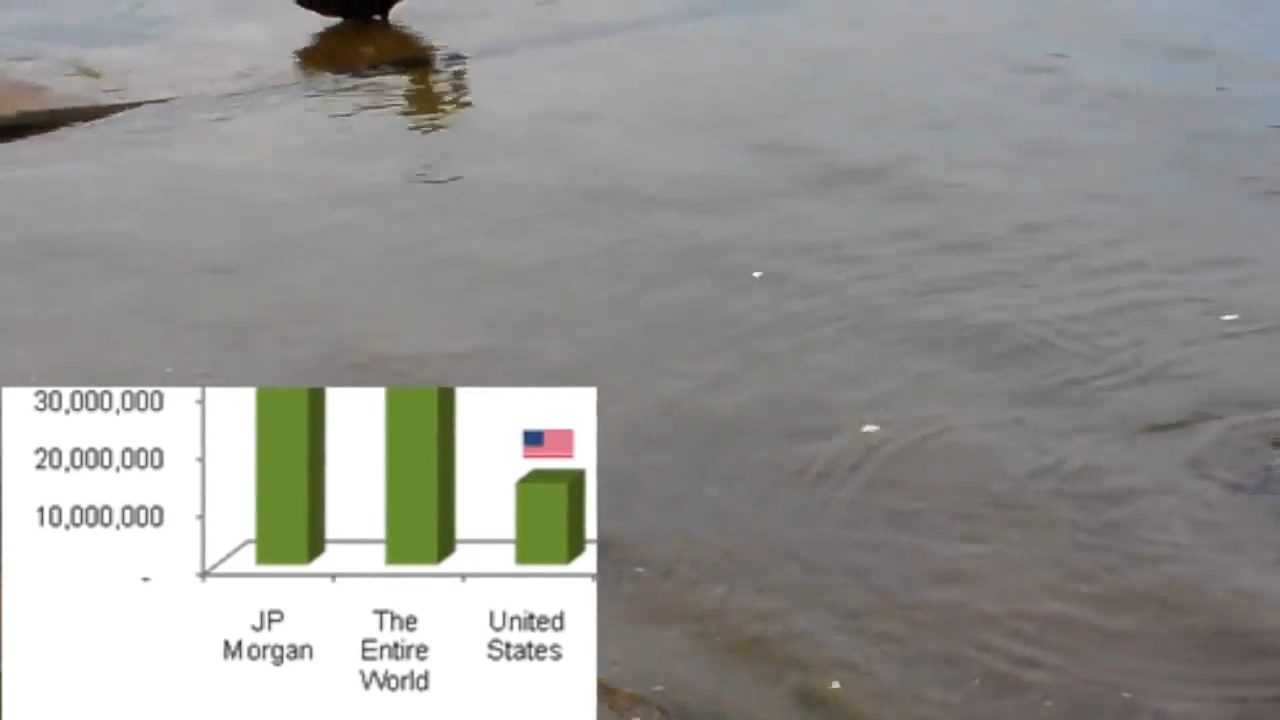 30,000,000
20,000,000
10,000,000
-
JP
Morgan
The
Entire
World
United
States